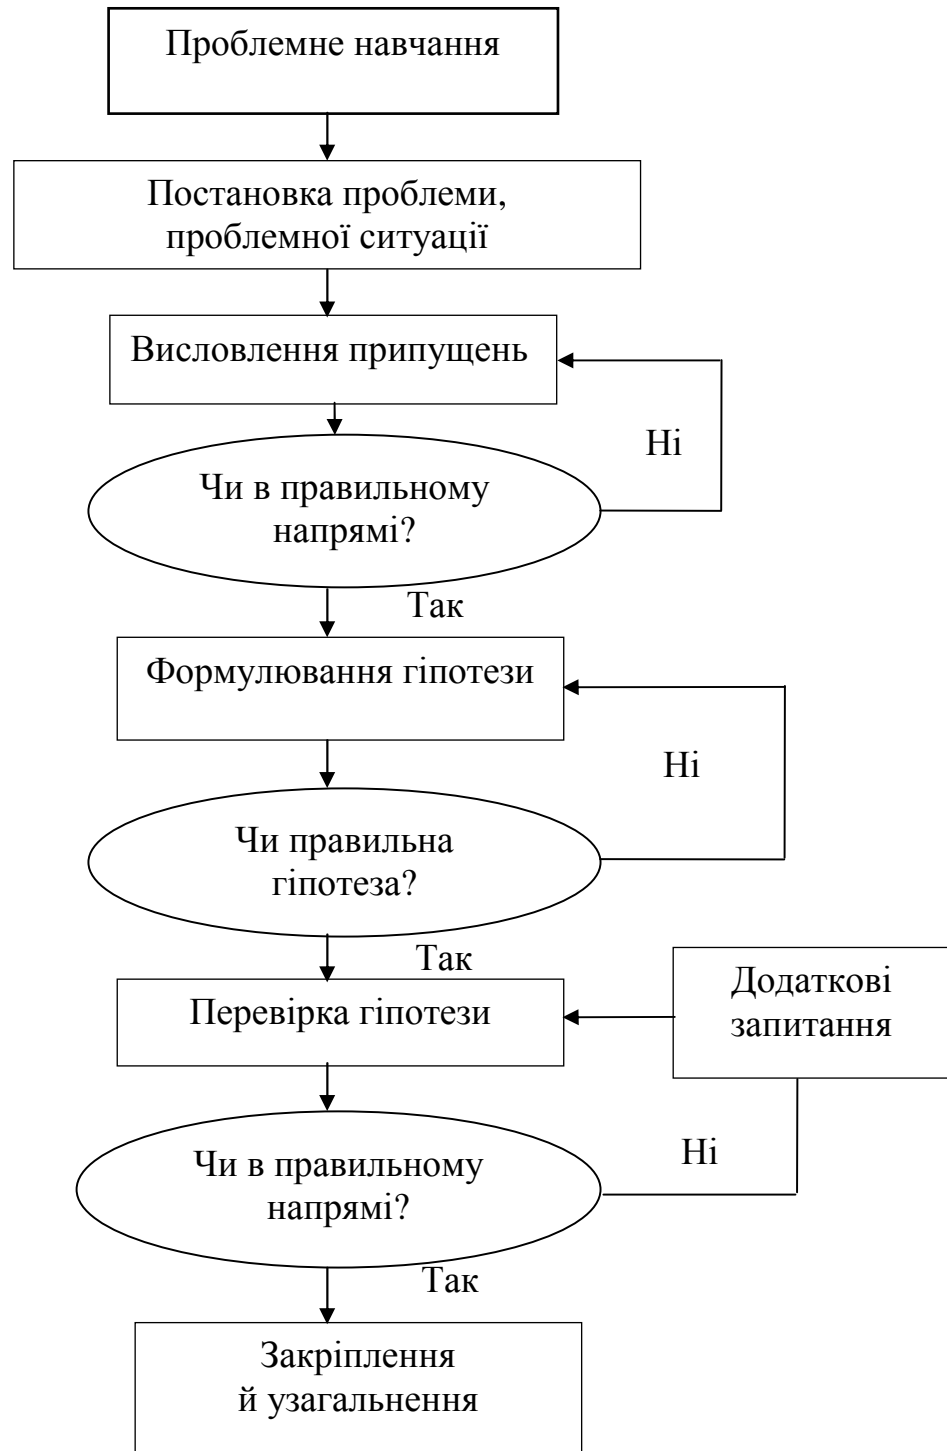 Проблемне навчання
Постановка проблеми,
проблемної ситуації
Висловлення припущень
Ні
Чи в правильному
напрямі?
Так
Формулювання гіпотези
Ні
Чи правильна
гіпотеза?
Так
Додаткові
запитання
Перевірка гіпотези
Ні
Чи в правильному
напрямі?
Так
Закріплення
й узагальнення